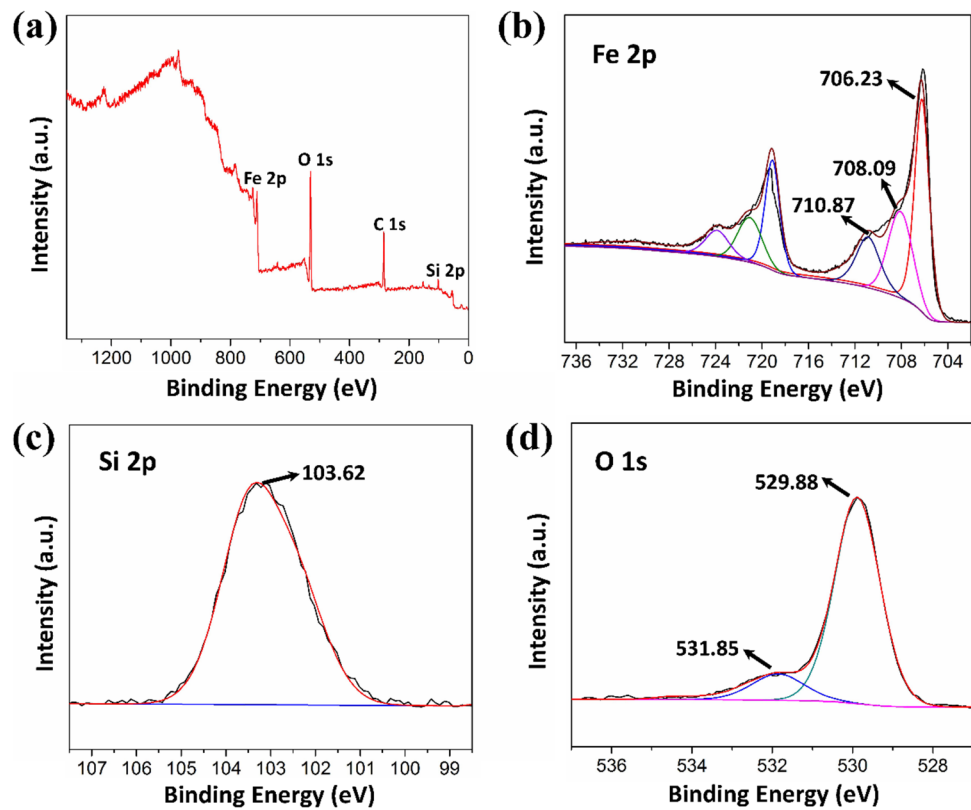 (a)
Intensity (a.u.)
Fe 2p
O 1s
C 1s
Si 2p
1200 1000 800 600 400 200 0
Binding Energy (eV)
(b)
Intensity (a.u.)
Fe 2p
706.23
708.09
710.87
736 732 728 724 720 716 712 708 704
Binding Energy (eV)
(c)
Intensity (a.u.)
Si 2p
103.62
107 106 105 104 103 102 101 100 99
Binding Energy (eV)
(d)
Intensity (a.u.)
O 1s
529.88
531.85
536 534 532 530 528
Binding Energy (eV)